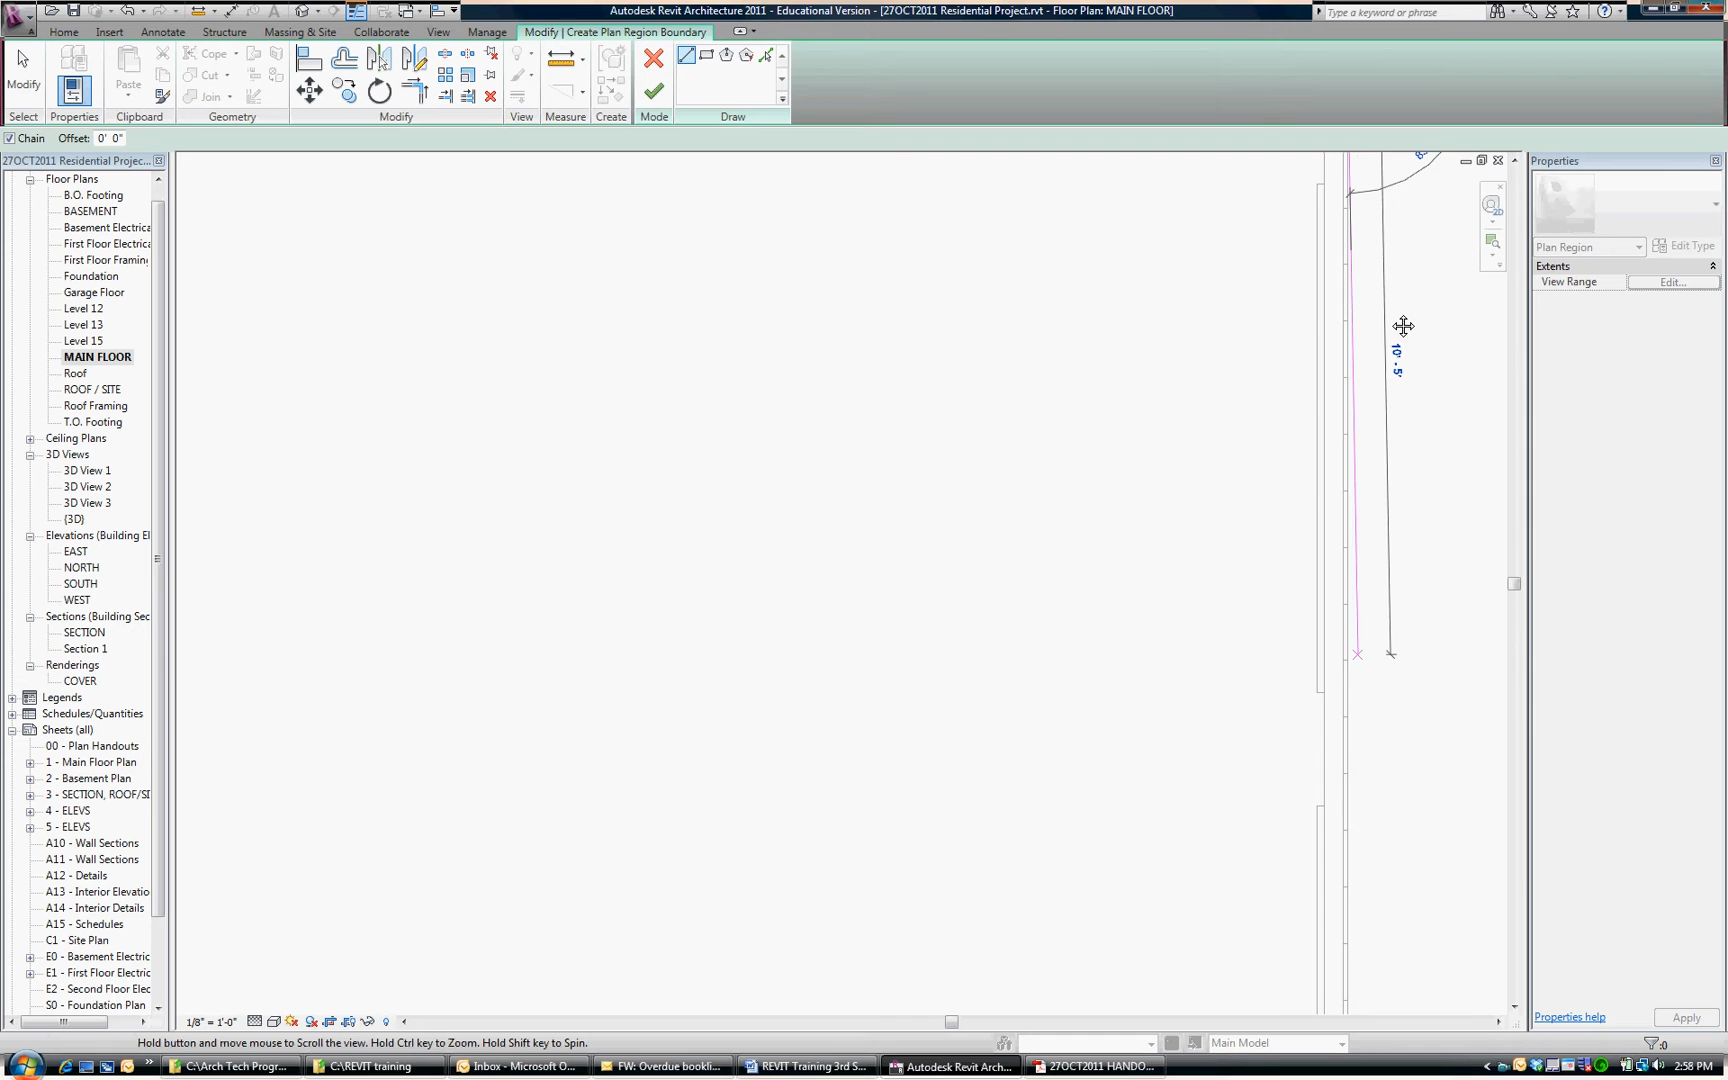 Autodesk Revit Architecture 2011 - Educational Version - [27OCT2011 Residential Project.rvt - Floor Plan: MAIN FLOOR]
Type a keyword or phrase
Home Insert Annotate Structure Massing & Site Collaborate View Manage Modify | Create Plan Region Boundary
Modify Paste Cope Cut Join
Select Properties Clipboard Geometry Modify View Measure Create Mode Draw
Chain Offset: 0' 0"
27OCT2011 Residential Projec...
Floor Plans
B.O. Footing
BASEMENT
Basement Electrica
First Floor Electrica
First Floor Framing
Foundation
Garage Floor
Level 12
Level 13
Level 15
MAIN FLOOR
Roof
ROOF / SITE
Roof Framing
T.O. Footing
Ceiling Plans
3D Views
3D View 1
3D View 2
3D View 3
{3D}
Elevations (Building El
EAST
NORTH
SOUTH
WEST
Sections (Building Sec
SECTION
Section 1
Renderings
COVER
Legends
Schedules/Quantities
Sheets (all)
00 - Plan Handouts
1 - Main Floor Plan
2 - Basement Plan
3 - SECTION, ROOF/SI
4 - ELEVS
5 - ELEVS
A10 - Wall Sections
A11 - Wall Sections
A12 - Details
A13 - Interior Elevatio
A14 - Interior Details
A15 - Schedules
C1 - Site Plan
E0 - Basement Electric
E1 - First Floor Electric
E2 - Second Floor Elec
S0 - Foundation Plan
2D
10' - 5'
Properties
Plan Region
Edit Type
Extents
View Range
Edit...
Properties help
Apply
1/8" = 1'-0"
Hold button and move mouse to Scroll the view. Hold Ctrl key to Zoom. Hold Shift key to Spin.
Main Model
:0
C:\Arch Tech Progr...
C:\REVIT training
Inbox - Microsoft O...
FW: Overdue bookli...
REVIT Training 3rd S...
Autodesk Revit Arch...
27OCT2011 HANDO...
2:58 PM